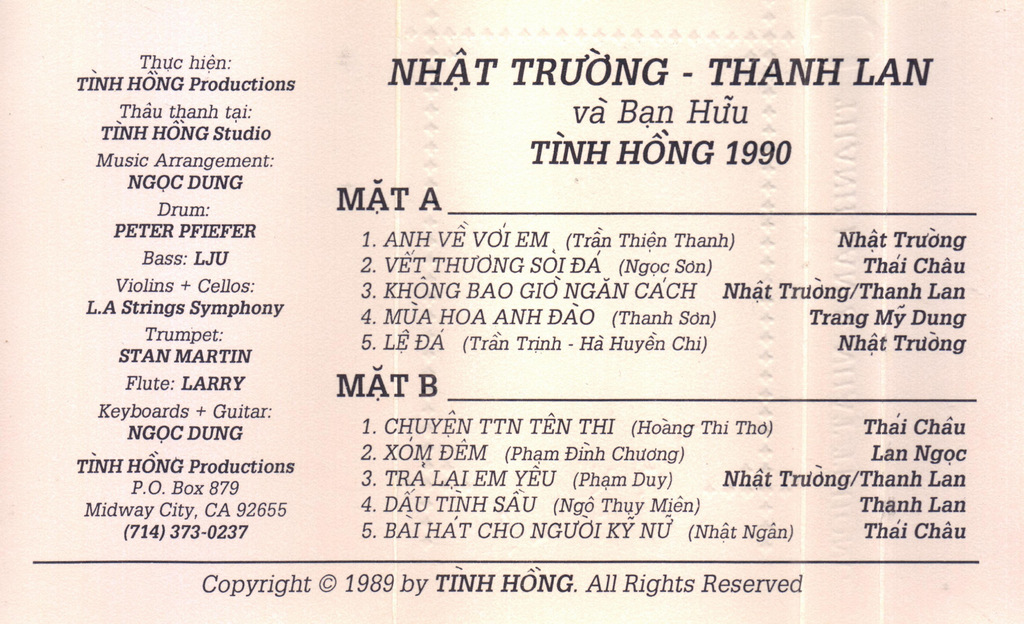 Thực hiện:
TÌNH HỒNG Productions
Thâu thanh tại:
TÌNH HỒNG Studio
Music Arrangement:
NGỌC DUNG
Drum:
PETER PFIEFER
Bass: LJU
Violins + Cellos:
L.A Strings Symphony
Trumpet:
STAN MARTIN
Flute: LARRY
Keyboards + Guitar:
NGỌC DUNG
TÌNH HỒNG Productions
P.O. Box 879
Midway City, CA 92655
(714) 373-0237
NHẬT TRƯỜNG - THANH LAN
và Bạn Hữu
TÌNH HỒNG 1990
MẶT A
1. ANH VỀ VỚI EM (Trần Thiện Thanh) Nhật Trường
2. VẾT THƯƠNG SỎI ĐÁ (Ngọc Sơn) Thái Châu
3. KHÔNG BAO GIỜ NGĂN CÁCH Nhật Trường/Thanh Lan
4. MÙA HOA ANH ĐÀO (Thanh Sơn) Trang Mỹ Dung
5. LỆ ĐÁ (Trần Trịnh - Hà Huyền Chi) Nhật Trường
MẶT B
1. CHUYỆN TTN TÊN THI (Hoàng Thi Thơ) Thái Châu
2. XÓM ĐÊM (Phạm Đình Chương) Lan Ngọc
3. TRẢ LẠI EM YÊU (Phạm Duy) Nhật Trường/Thanh Lan
4. DẤU TÌNH SẦU (Ngô Thụy Miên) Thanh Lan
5. BÀI HÁT CHO NGƯỜI KỸ NỮ (Nhật Ngân) Thái Châu
Copyright © 1989 by TÌNH HỒNG. All Rights Reserved